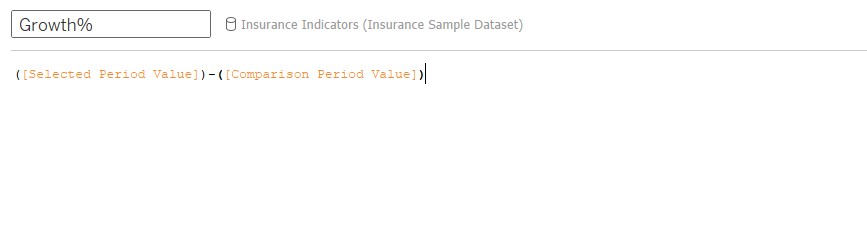 Growth%
Insurance Indicators (Insurance Sample Dataset)
([Selected Period Value])-([Comparison Period Value])